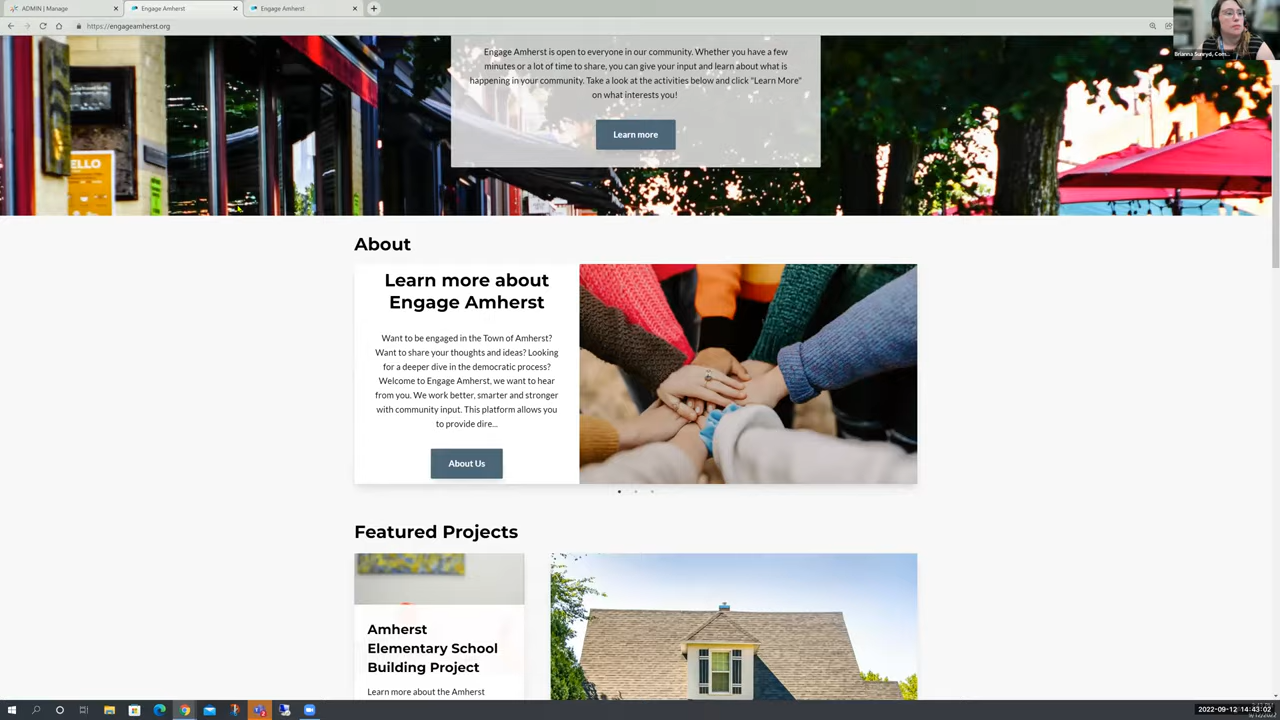 ADMIN | Manage
Engage Amherst
Engage Amherst
https://engageamherst.org
Engage Amherst is open to everyone in our community. Whether you have a few
minutes or a lot of time to share, you can give your input and learn about what is
happening in your community. Take a look at the activities below and click "Learn More"
on what interests you!
Learn more
ELLO
About
Learn more about
Engage Amherst
Want to be engaged in the Town of Amherst?
Want to share your thoughts and ideas? Looking
for a deeper dive in the democratic process?
Welcome to Engage Amherst, we want to hear
from you. We work better, smarter and stronger
with community input. This platform allows you
to provide dire...
About Us
Featured Projects
Amherst
Elementary School
Building Project
Learn more about the Amherst
2022-09-12 14:43:02